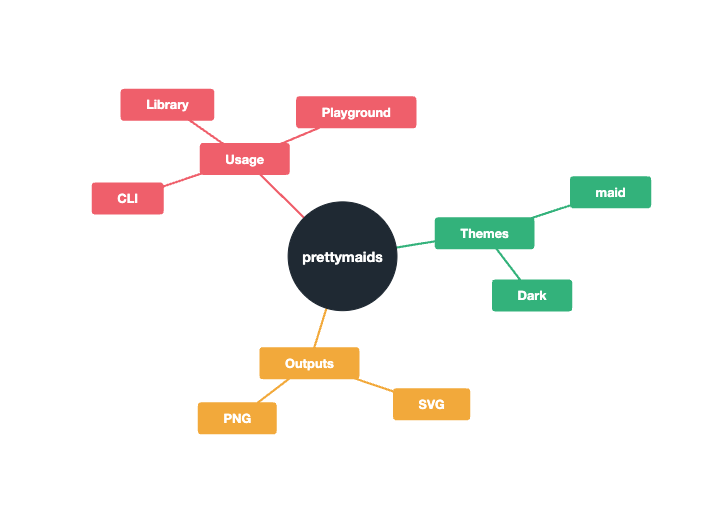 Library
Playground
Usage
CLI
maid
Themes
prettymaids
Dark
Outputs
SVG
PNG